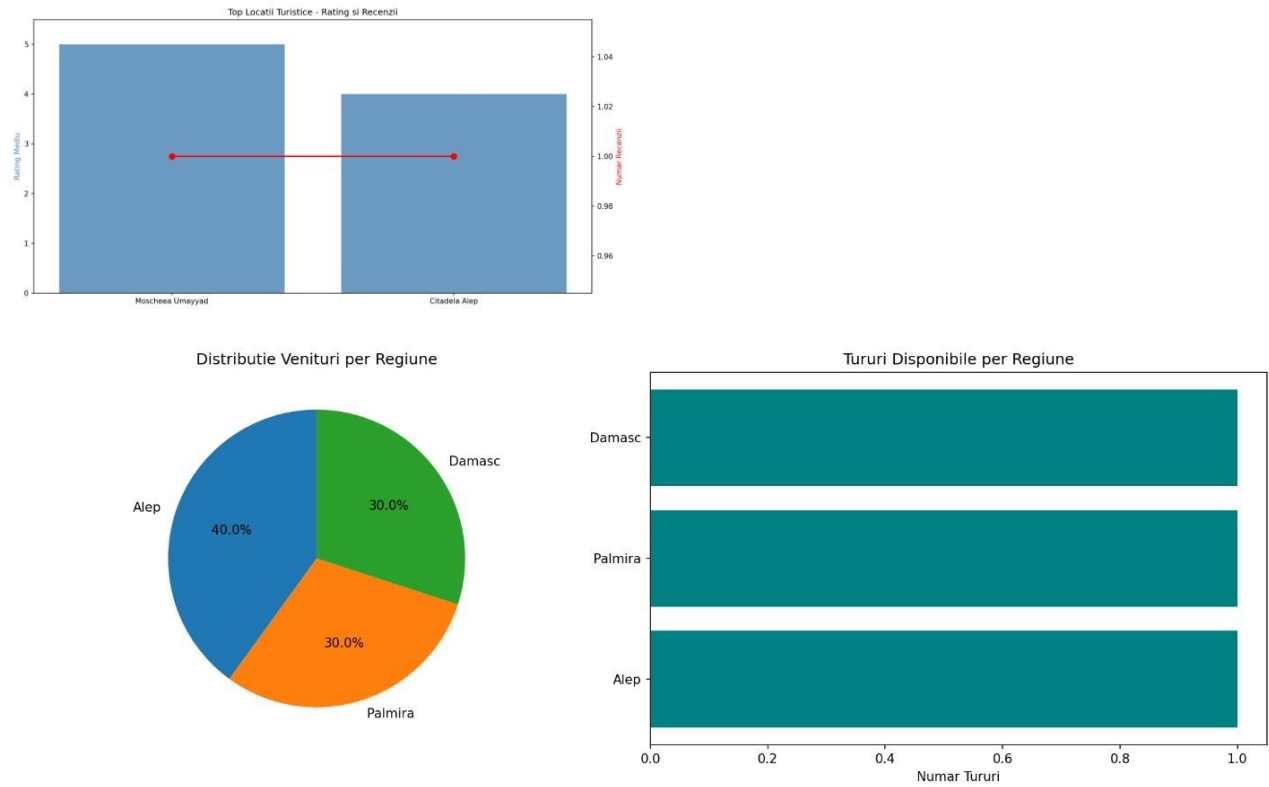 Top Locatii Turistice - Rating si Recenzii
5
4
3
2
1
0
Rating Mediu
1.04
1.02
1.00
0.98
0.96
Numar Recenzii
Moscheea Umayyad
Citadela Alep
Distributie Venituri per Regiune
Damasc
30.0%
Alep
40.0%
30.0%
Palmira
Tururi Disponibile per Regiune
Damasc
Palmira
Alep
0.0
0.2
0.4
0.6
0.8
1.0
Numar Tururi